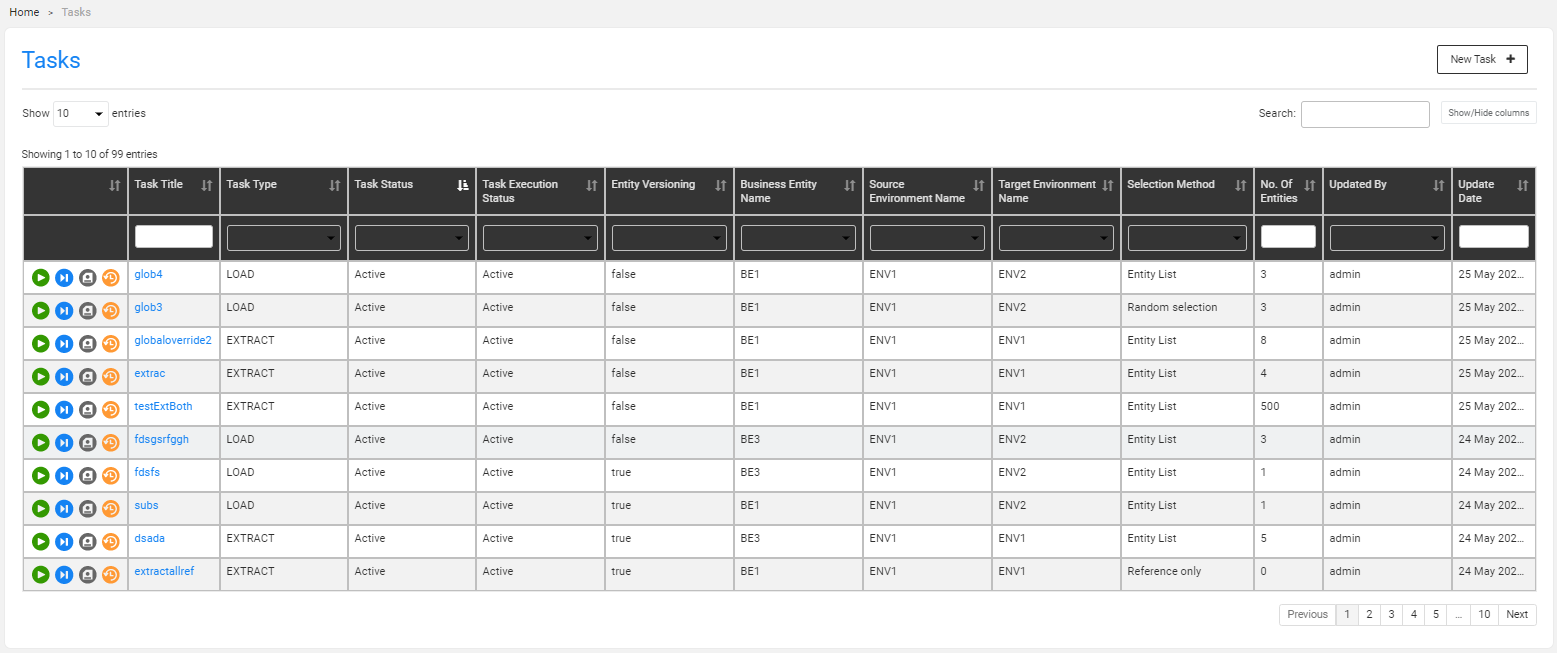 Home > Tasks
Tasks
New Task +
Show 10 entries
Search:
Show/Hide columns
Showing 1 to 10 of 99 entries
Task Title Task Type Task Status Task Execution Status Entity Versioning Business Entity Name Source Environment Name Target Environment Name Selection Method No. Of Entities Updated By Update Date
glob4 LOAD Active Active false BE1 ENV1 ENV2 Entity List 3 admin 25 May 202...
glob3 LOAD Active Active false BE1 ENV1 ENV2 Random selection 3 admin 25 May 202...
globaloverride2 EXTRACT Active Active false BE1 ENV1 ENV1 Entity List 8 admin 25 May 202...
extrac EXTRACT Active Active false BE1 ENV1 ENV1 Entity List 4 admin 25 May 202...
testExtBoth EXTRACT Active Active false BE1 ENV1 ENV1 Entity List 500 admin 25 May 202...
fdsgsrfggh LOAD Active Active false BE3 ENV1 ENV2 Entity List 3 admin 24 May 202...
fdsfs LOAD Active Active true BE3 ENV1 ENV2 Entity List 1 admin 24 May 202...
subs LOAD Active Active true BE1 ENV1 ENV2 Entity List 1 admin 24 May 202...
dsada EXTRACT Active Active true BE3 ENV1 ENV1 Entity List 5 admin 24 May 202...
extractallref EXTRACT Active Active true BE1 ENV1 ENV1 Reference only 0 admin 24 May 202...
Previous 1 2 3 4 5 ... 10 Next